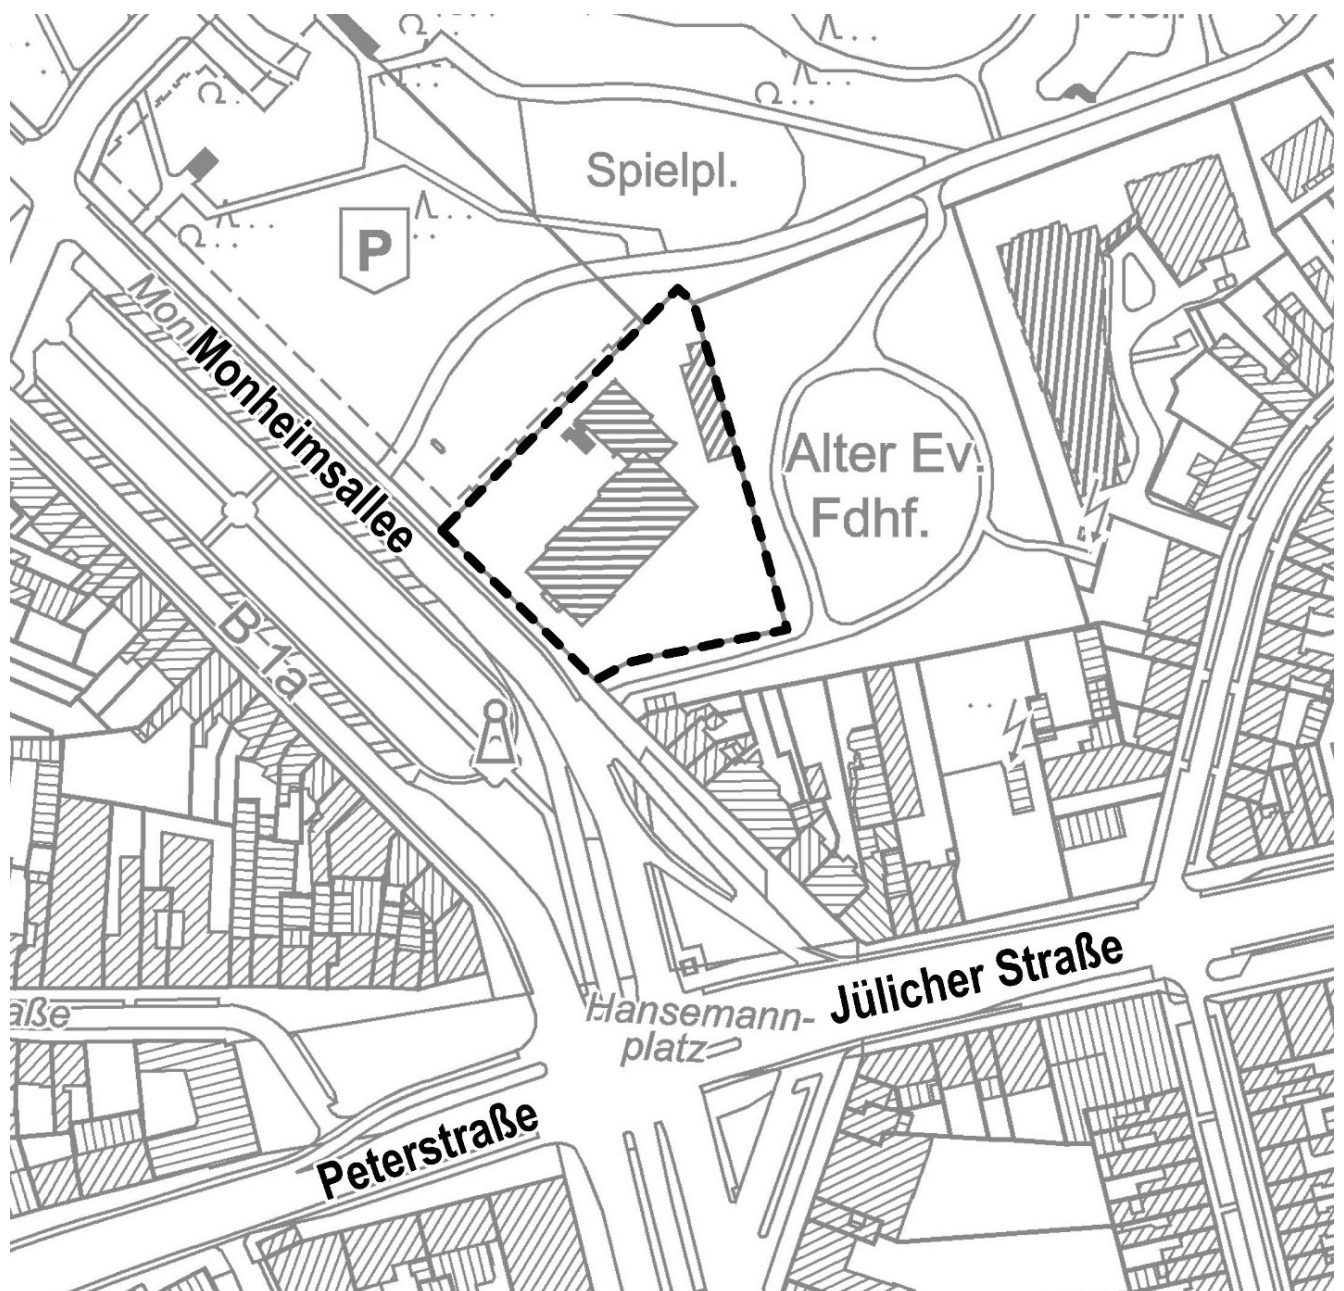 Spielpl.
P
Mon
Monheimsallee
Alter Ev.
Fdhf.
B 1a
Jülicher Straße
Hansemann-
platz
aße
Peterstraße